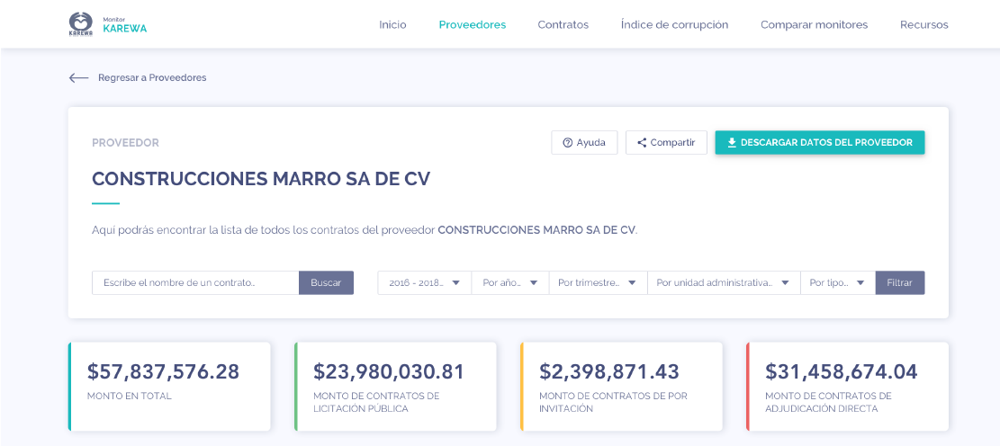 KAREWA
Monitor
KAREWA
Inicio
Proveedores
Contratos
Índice de corrupción
Comparar monitores
Recursos
Regresar a Proveedores
PROVEEDOR
Ayuda
Compartir
DESCARGAR DATOS DEL PROVEEDOR
CONSTRUCCIONES MARRO SA DE CV
Aquí podrás encontrar la lista de todos los contratos del proveedor CONSTRUCCIONES MARRO SA DE CV.
Escribe el nombre de un contrato...
Buscar
2016 - 2018...
Por año...
Por trimestre...
Por unidad administrativa...
Por tipo...
Filtrar
$57,837,576.28
MONTO EN TOTAL
$23,980,030.81
MONTO DE CONTRATOS DE
LICITACIÓN PÚBLICA
$2,398,871.43
MONTO DE CONTRATOS DE POR
INVITACIÓN
$31,458,674.04
MONTO DE CONTRATOS DE
ADJUDICACIÓN DIRECTA